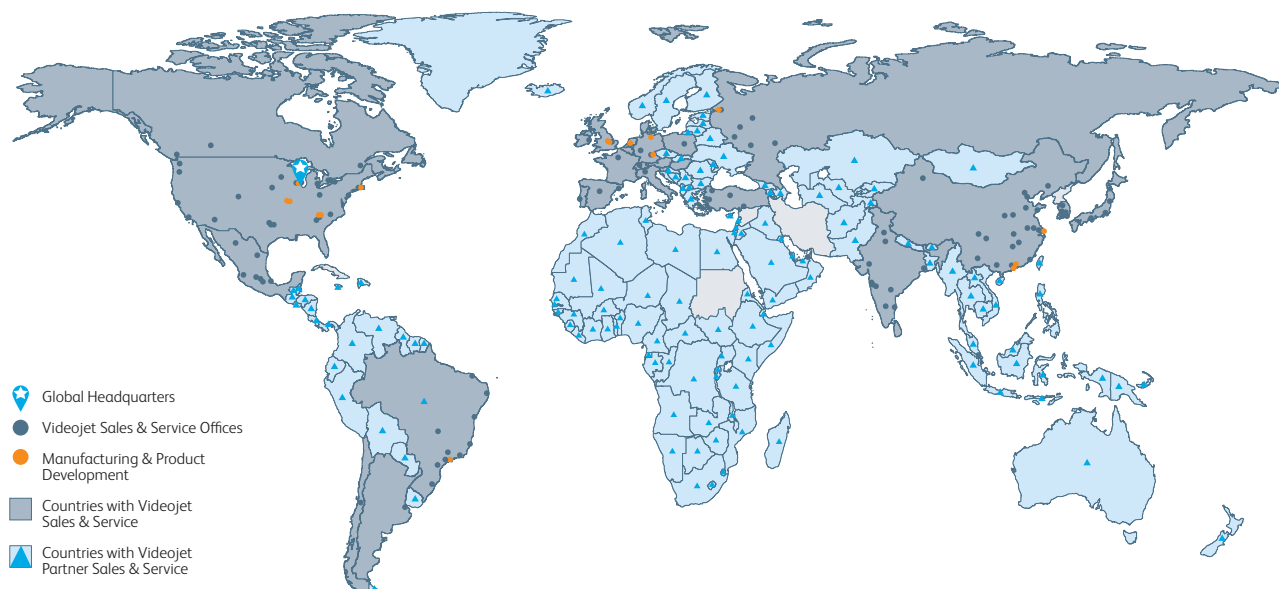 Global Headquarters
Videojet Sales & Service Offices
Manufacturing & Product
Development
Countries with Videojet
Sales & Service
Countries with Videojet
Partner Sales & Service